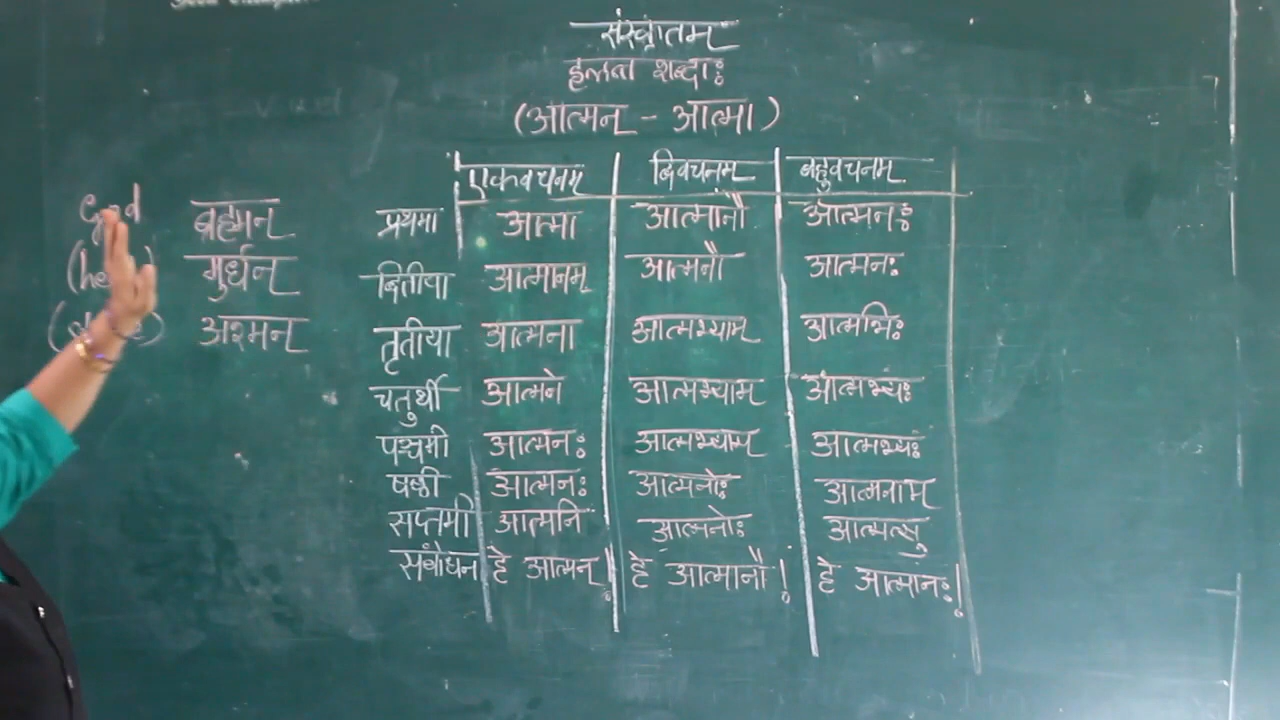 संस्कृतम्
हलन्त शब्दाः
(आत्मन् - आत्मा)
एकवचनम् द्विवचनम् बहुवचनम्
ब्रह्मन् प्रथमा आत्मा आत्मानौ आत्मनः
मुर्धन् द्वितीया आत्मानम् आत्मनौ आत्मनः
अश्मन् तृतीया आत्मना आत्मभ्याम् आत्मभिः
चतुर्थी आत्मने आत्मभ्याम् आत्मभ्यः
पञ्चमी आत्मनः आत्मभ्याम् आत्मभ्यः
षष्ठी आत्मनः आत्मनोः आत्मनाम्
सप्तमी आत्मनि आत्मनोः आत्मत्सु
संबोधन हे आत्मन्! हे आत्मानौ! हे आत्मानः!